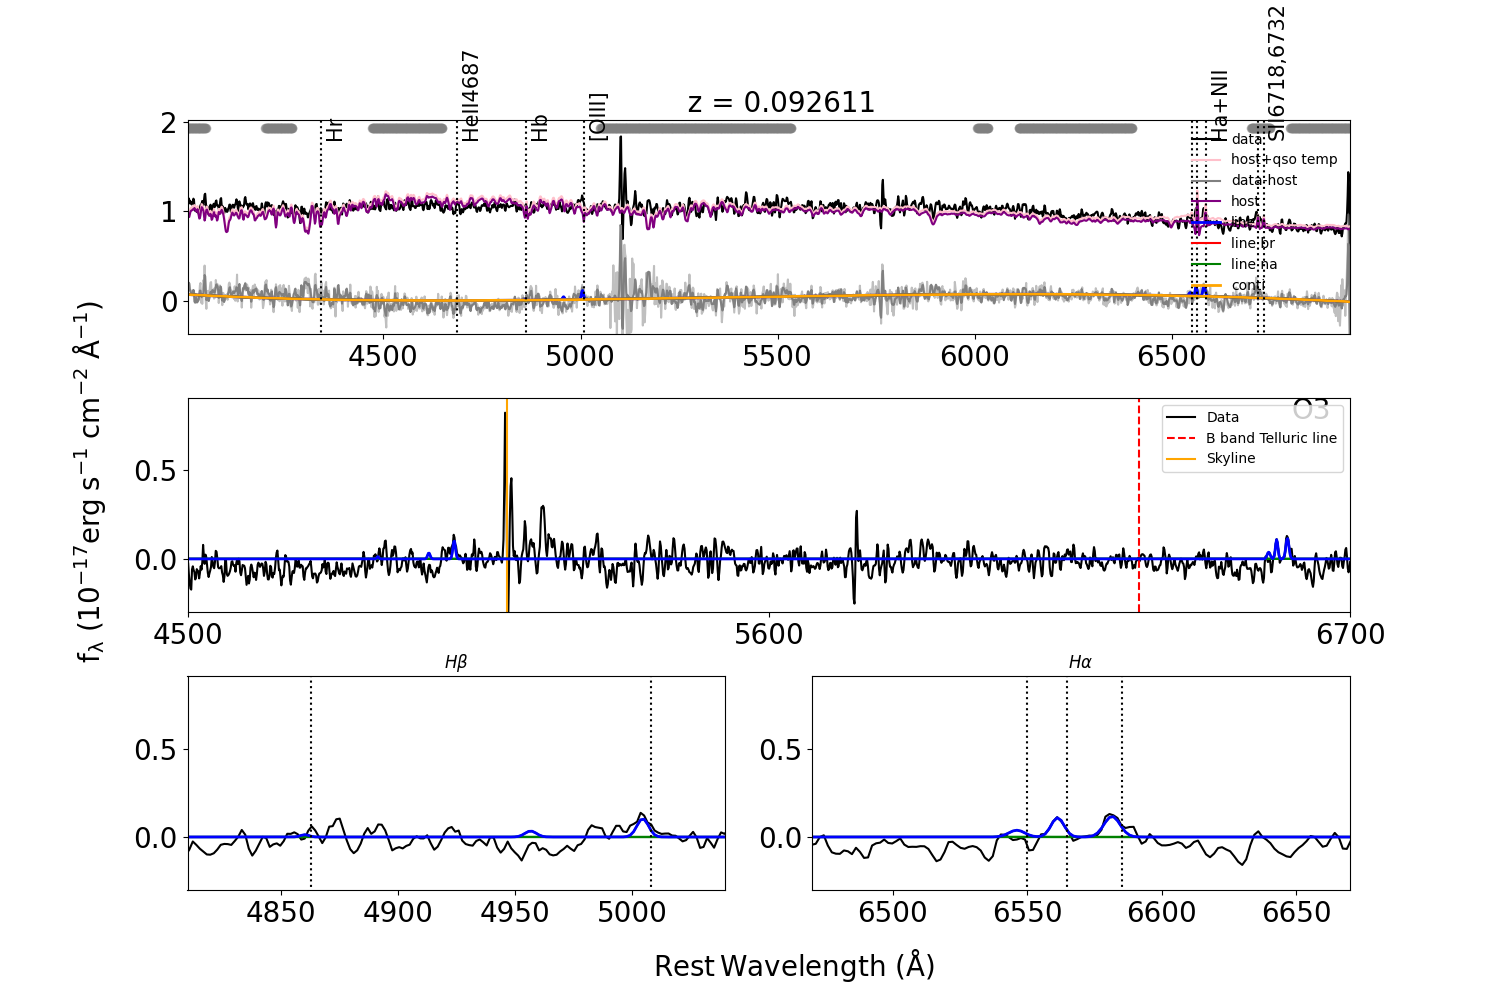 z = 0.092611
Hr
HeII4687
Hb
[OIII]
Ha+NII
SII6718,6732
data
host+qso temp
data-host
host
line
line br
line na
conti
2
1
0
4500
5000
5500
6000
6500
O3
Data
B band Telluric line
Skyline
0.5
0.0
4500
5600
6700
fλ (10⁻¹⁷erg s⁻¹ cm⁻² Å⁻¹)
Hβ
0.5
0.0
4850
4900
4950
5000
Hα
0.5
0.0
6500
6550
6600
6650
Rest Wavelength (Å)